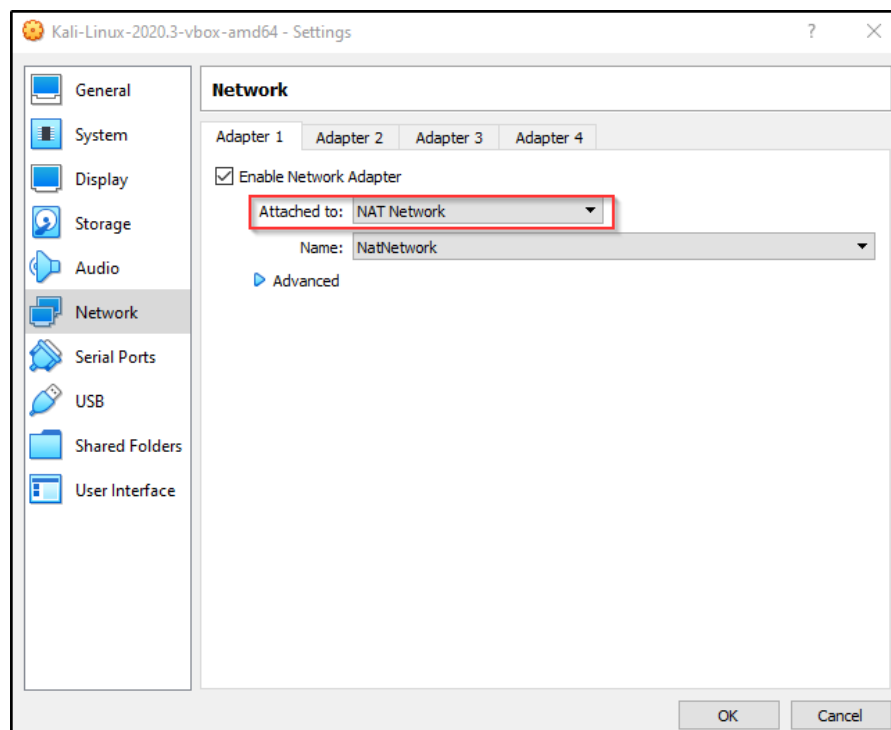 Kali-Linux-2020.3-vbox-amd64 - Settings
?
General
System
Display
Storage
Audio
Network
Serial Ports
USB
Shared Folders
User Interface
Network
Adapter 1 Adapter 2 Adapter 3 Adapter 4
Enable Network Adapter
Attached to: NAT Network
Name: NatNetwork
Advanced
OK Cancel